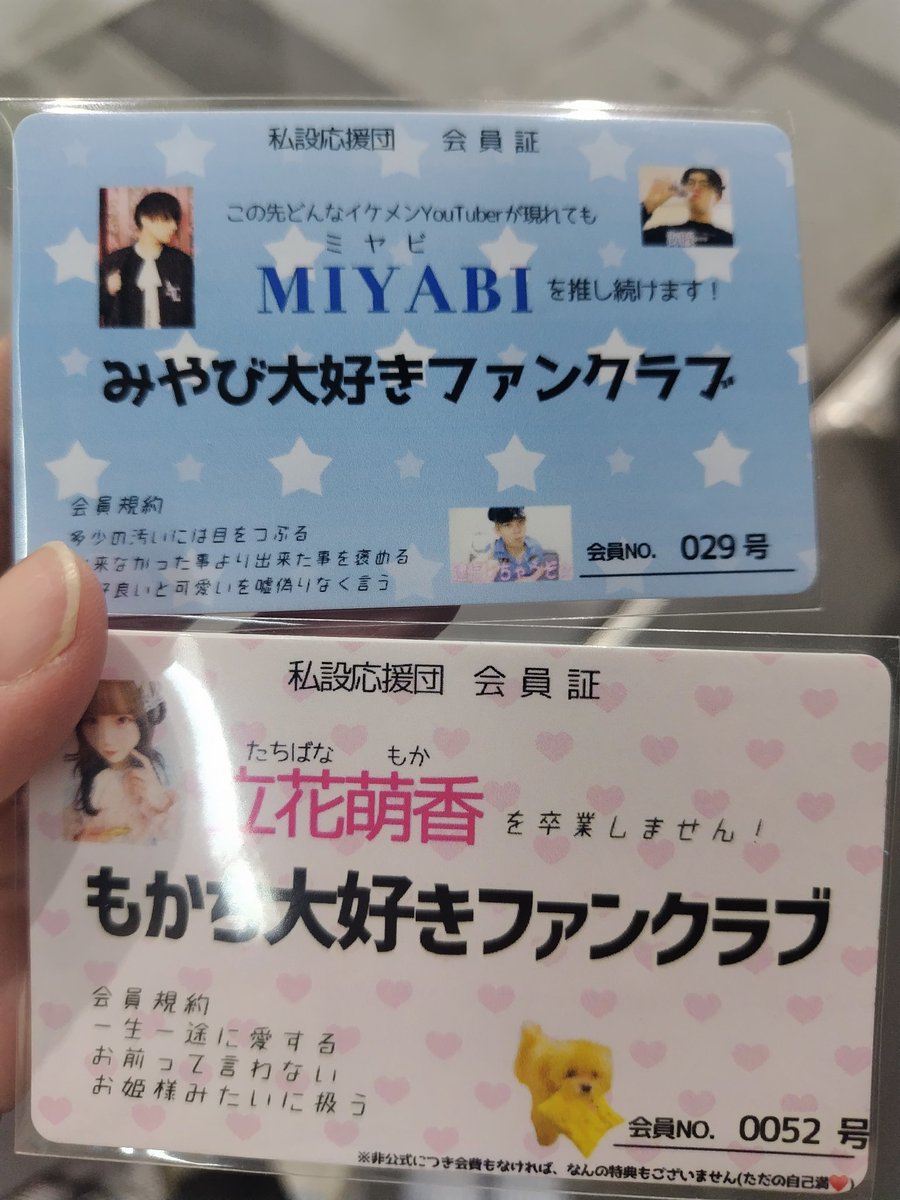 私設応援団 会員証
この先どんなイケメンYouTuberが現れても
ミヤビ
MIYABIを推し続けます！
みやび大好きファンクラブ
会員規約
多少の汚いには目をつぶる
来なかった事より出来た事を褒める
好良いと可愛いを嘘偽りなく言う
会員NO. 029号
私設応援団 会員証
たちばな もか
立花萌香を卒業しません！
もかち大好きファンクラブ
会員規約
一生一途に愛する
お前って言わない
お姫様みたいに扱う
会員NO. 0052号
※非公式につき会費もなければ、なんの特典もございません(ただの自己満❤)